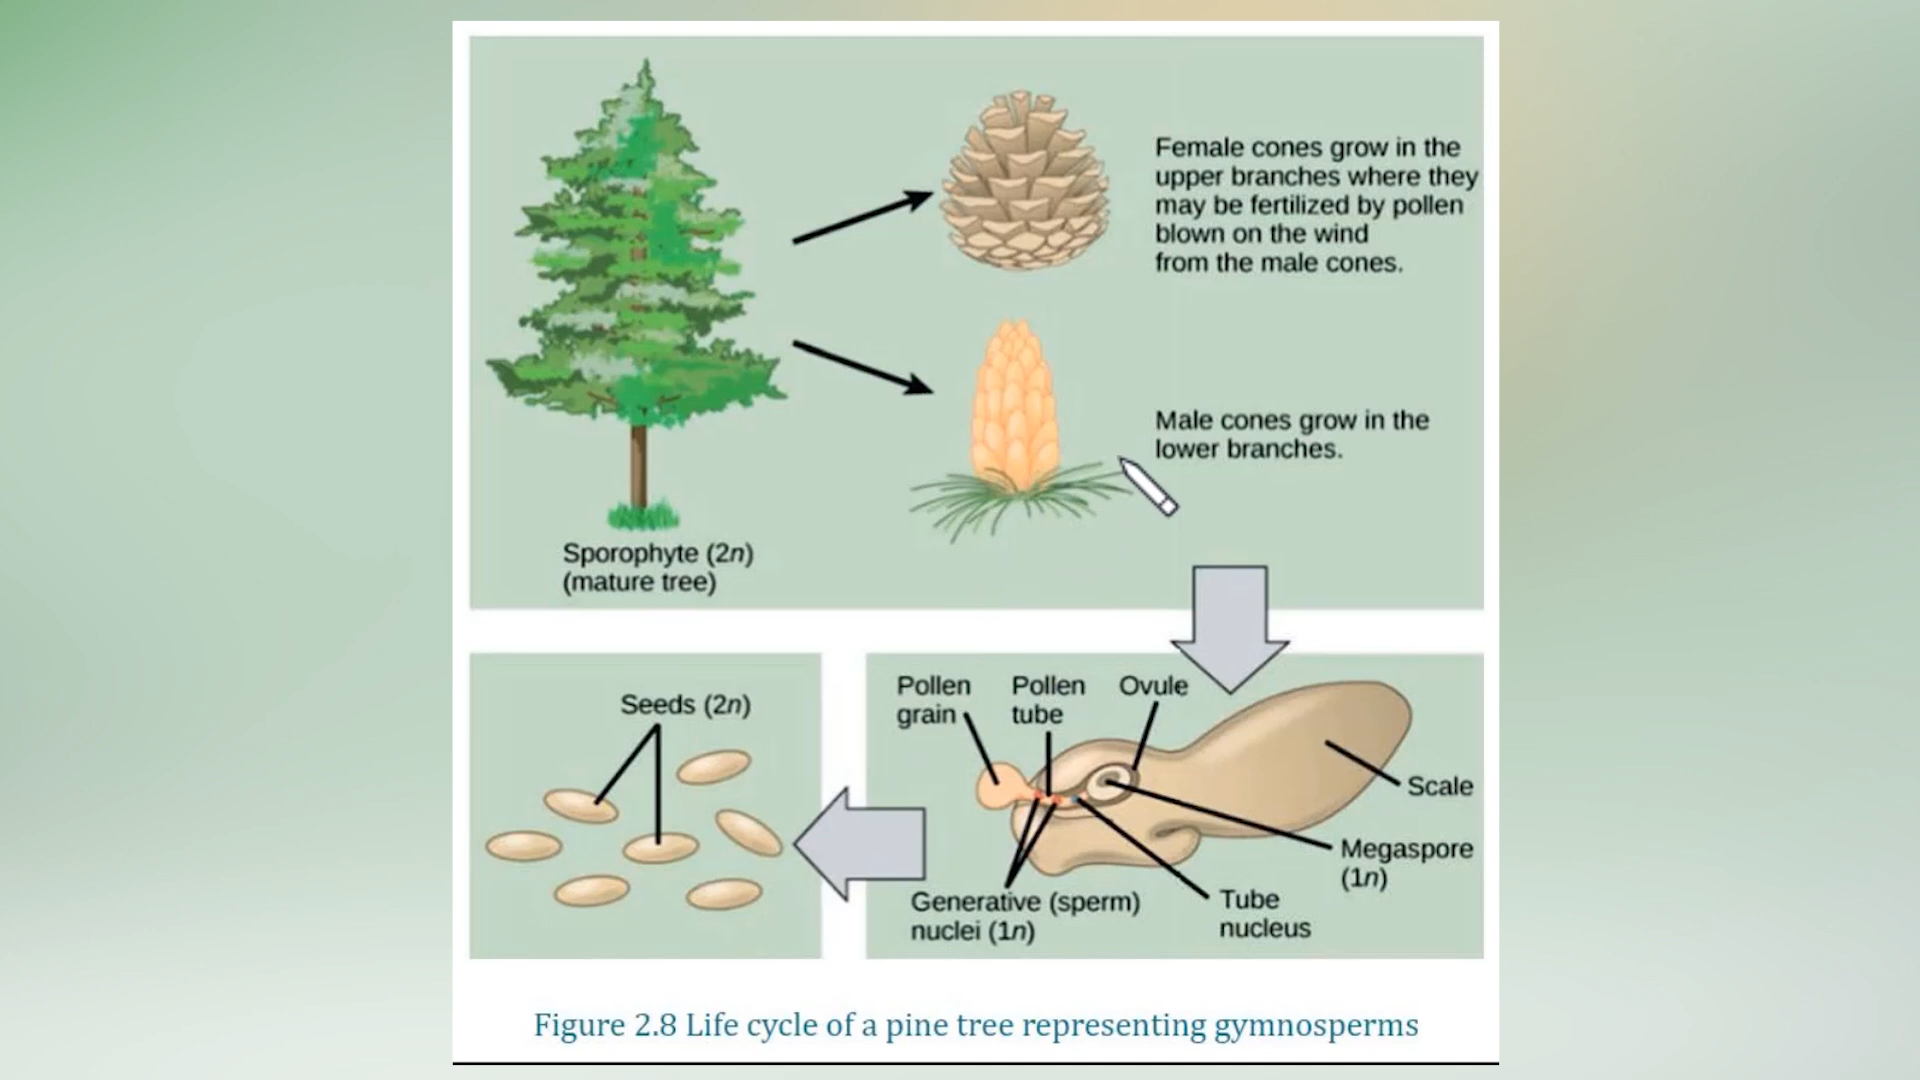 Female cones grow in the
upper branches where they
may be fertilized by pollen
blown on the wind
from the male cones.
Male cones grow in the
lower branches.
Sporophyte (2n)
(mature tree)
Seeds (2n)
Pollen
grain
Pollen
tube
Ovule
Scale
Megaspore
(1n)
Generative (sperm)
nuclei (1n)
Tube
nucleus
Figure 2.8 Life cycle of a pine tree representing gymnosperms